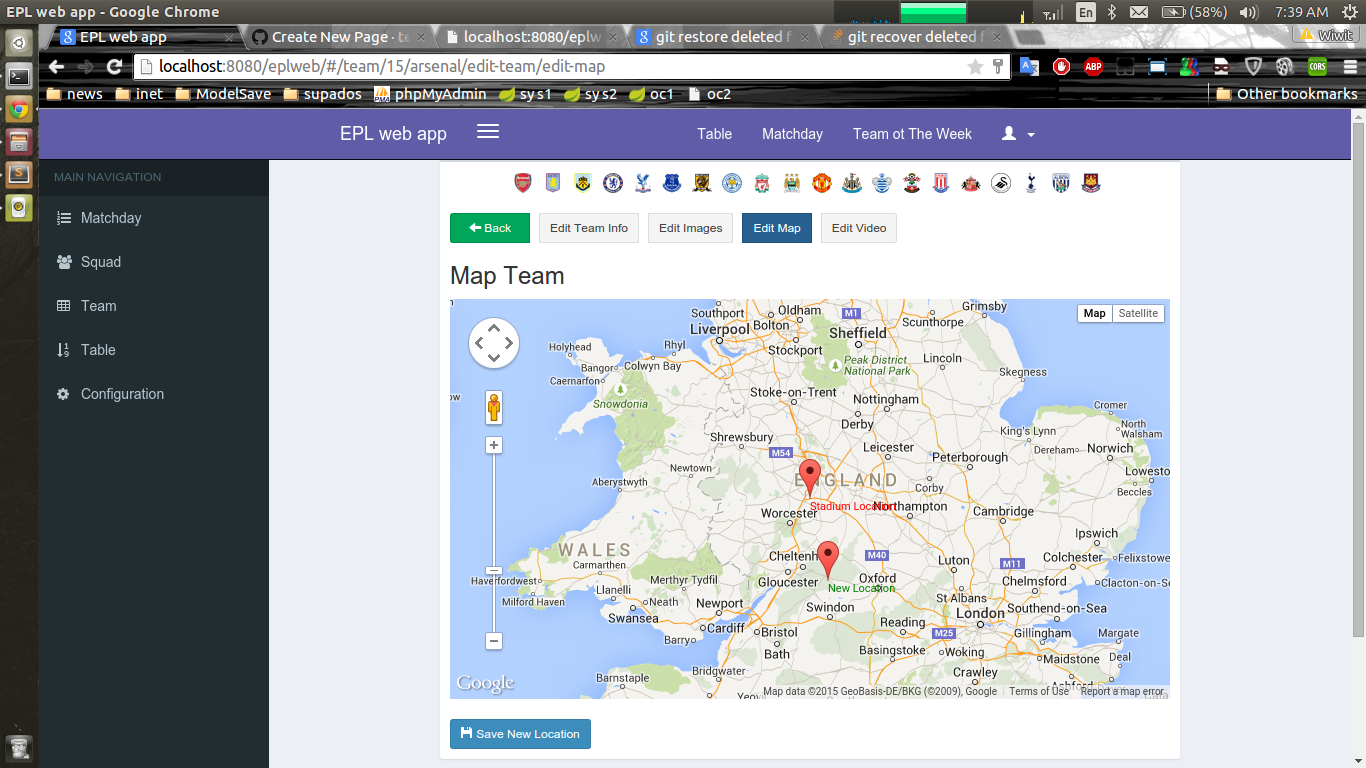 EPL web app - Google Chrome
En
(58%)
7:39 AM
EPL web app
Create New Page · te
localhost:8080/eplw
git restore deleted f
git recover deleted f
Wiwit
localhost:8080/eplweb/#/team/15/arsenal/edit-team/edit-map
ABP
CORS
news
inet
ModelSave
supados
phpMyAdmin
sys1
sys2
oc1
oc2
Other bookmarks
EPL web app
Table
Matchday
Team ot The Week
MAIN NAVIGATION
Matchday
Squad
Team
Table
Configuration
Back
Edit Team Info
Edit Images
Edit Map
Edit Video
Map Team
Map
Satellite
Southport
Oldham
M1
Grimsby
Liverpool
Bolton
Scunthorpe
Sheffield
Holyhead
Rhyl
Stockport
Bangor
Colwyn Bay
Peak District
National Park
Lincoln
Caernarfon
Skegness
Snowdonia
Stoke-on-Trent
Nottingham
Cromer
Derby
King's Lynn
North
Walsham
Shrewsbury
Leicester
Dereham
Norwich
M54
Peterborough
Newtown
Lowesto
Aberystwyth
ENGLAND
Corby
Beccles
Stadium Location
Northampton
Worcester
Cambridge
Ipswich
WALES
Cheltenh
M40
Colchester
Felixstowe
Carmarthen
Luton
M11
Haverfordwest
Merthyr Tydfil
Gloucester
Oxford
Chelmsford
Clacton-on-Se
Llanelli
New Location
St Albans
Milford Haven
Neath
Newport
Swindon
London
Southend-on-Sea
Swansea
Cardiff
Reading
M25
Gillingham
Margate
Barry
Bristol
Basingstoke
Woking
Maidstone
Deal
Bath
Bridgwater
Crawley
Barnstaple
Google
Map data ©2015 GeoBasis-DE/BKG (©2009), Google
Terms of Use
Report a map error
Save New Location